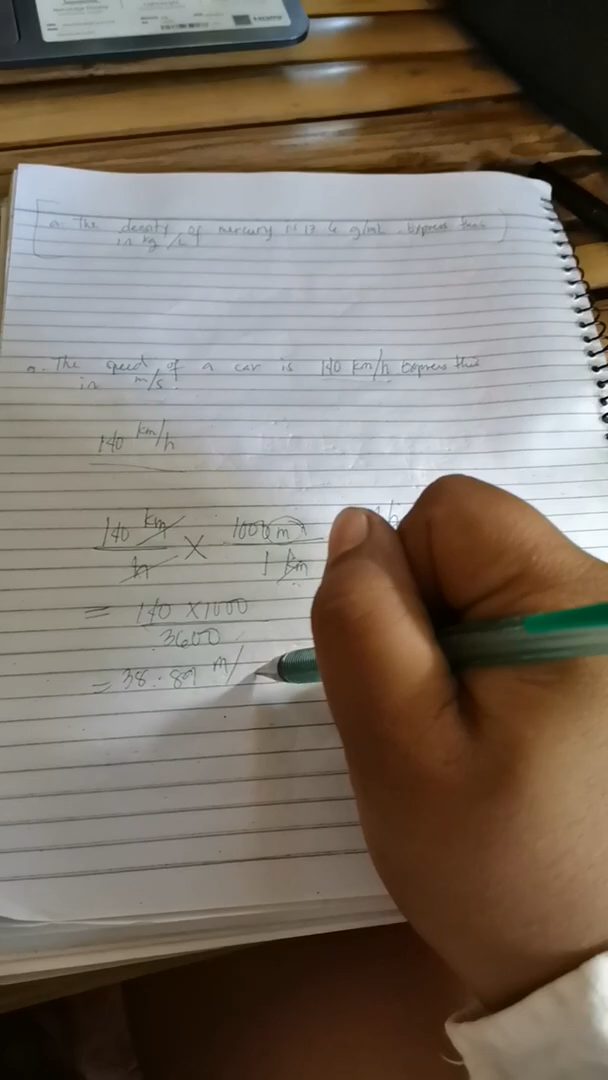 a. The density of mercury is 13.6 g/mL. Express this
in kg/L
a. The speed of a car is 140 km/h Express this
in m/s.
140 km/h
140 km/h × 1000 m/1 km
= 140 ×1000/3600
= 38.89 m/